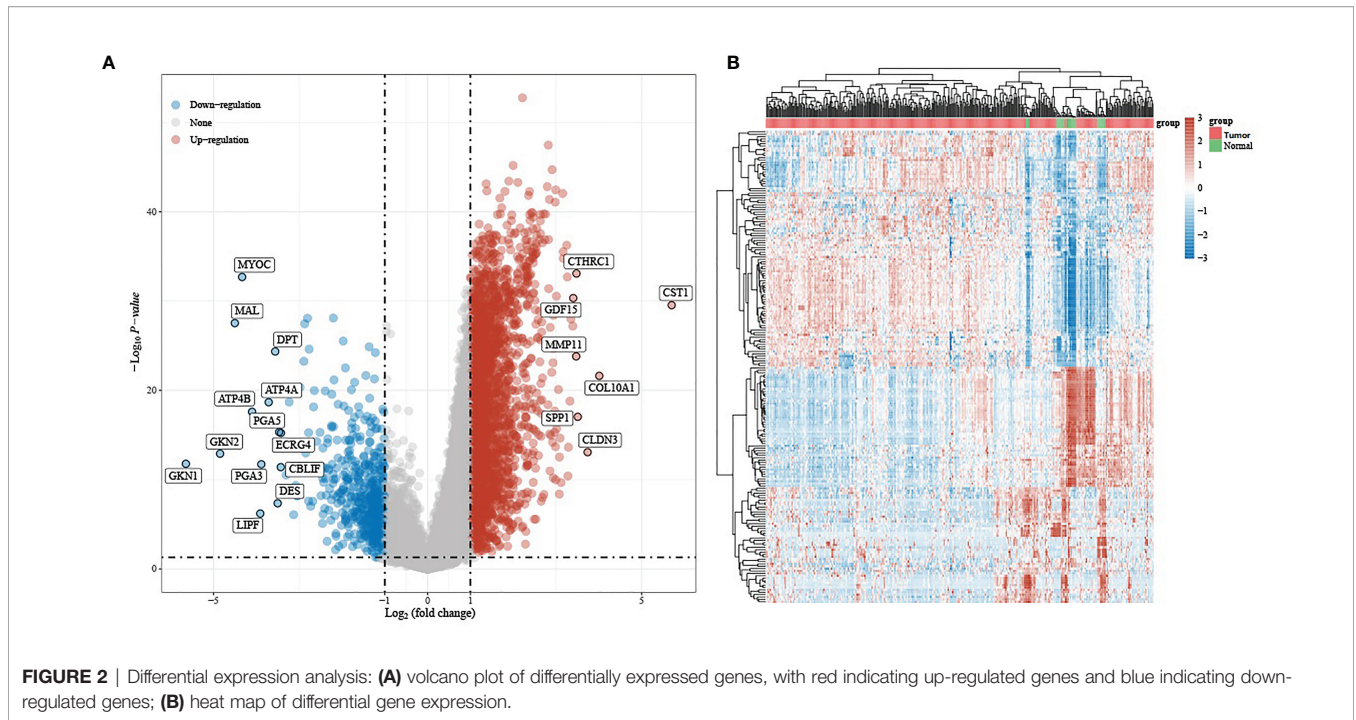 A
Down−regulation
None
Up−regulation
40
20
0
−Log10 P−value
MYOC
MAL
DPT
ATP4A
ATP4B
PGA5
GKN2
ECRG4
GKN1
PGA3
CBLIF
DES
LIPF
CTHRC1
CST1
GDF15
MMP11
COL10A1
SPP1
CLDN3
−5
−1
0
1
5
Log2 (fold change)
B
group
3
2
1
0
−1
−2
−3
group
Tumor
Normal
FIGURE 2 | Differential expression analysis: (A) volcano plot of differentially expressed genes, with red indicating up-regulated genes and blue indicating down-
regulated genes; (B) heat map of differential gene expression.